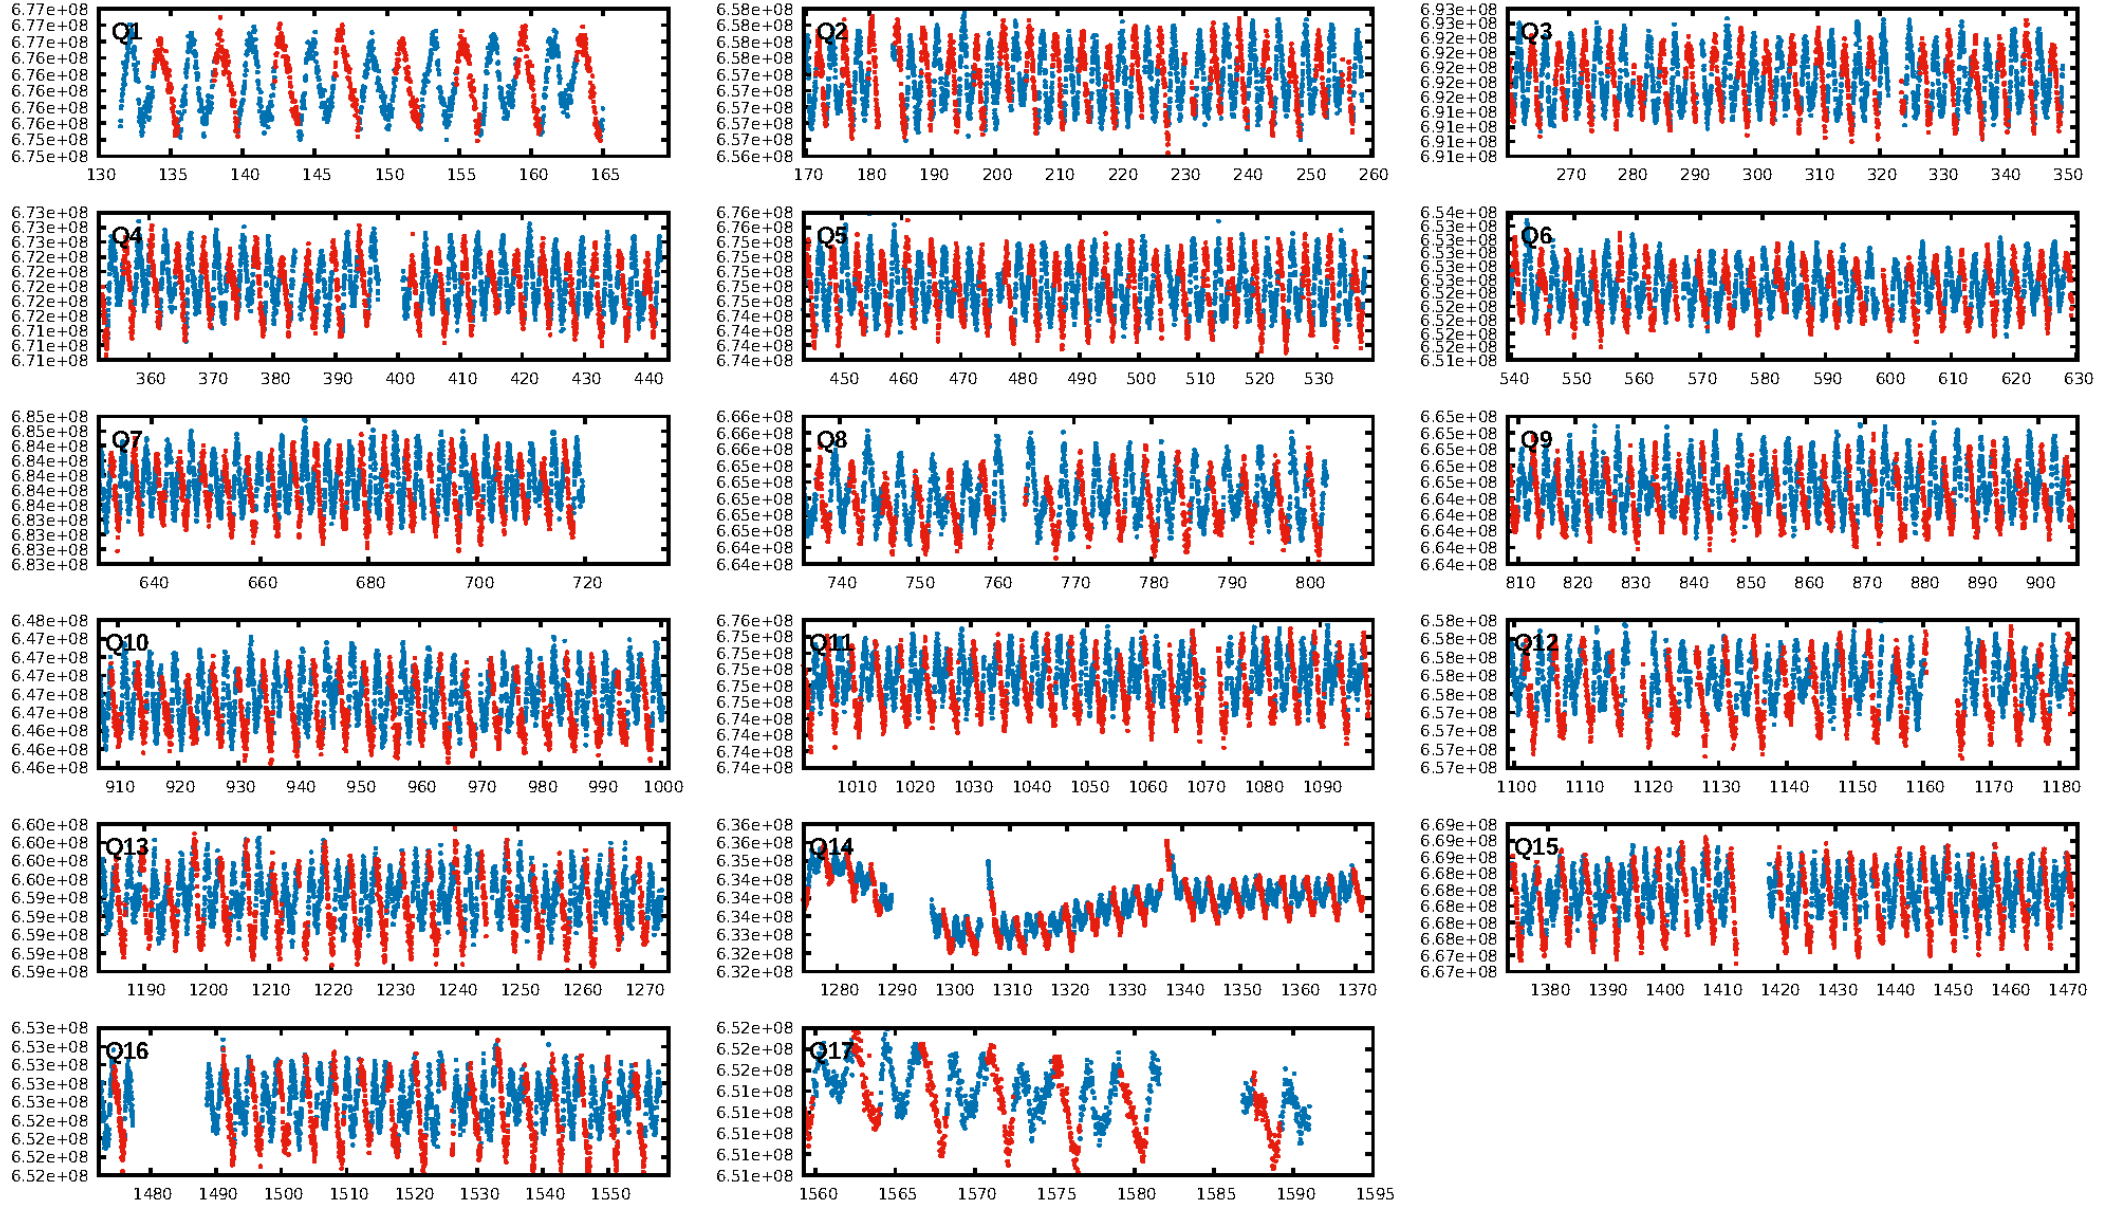 6.77e+08 6.77e+08 6.77e+08 6.76e+08 6.76e+08 6.76e+08 6.76e+08 6.76e+08 6.75e+08 6.75e+08
Q1
130 135 140 145 150 155 160 165
6.58e+08 6.58e+08 6.58e+08 6.58e+08 6.57e+08 6.57e+08 6.57e+08 6.57e+08 6.57e+08 6.56e+08
Q2
170 180 190 200 210 220 230 240 250 260
6.93e+08 6.93e+08 6.92e+08 6.92e+08 6.92e+08 6.92e+08 6.92e+08 6.92e+08 6.91e+08 6.91e+08 6.91e+08
Q3
270 280 290 300 310 320 330 340 350
6.73e+08 6.73e+08 6.73e+08 6.72e+08 6.72e+08 6.72e+08 6.72e+08 6.71e+08 6.71e+08 6.71e+08
Q4
360 370 380 390 400 410 420 430 440
6.76e+08 6.76e+08 6.75e+08 6.75e+08 6.75e+08 6.75e+08 6.75e+08 6.74e+08 6.74e+08 6.74e+08 6.74e+08
Q5
450 460 470 480 490 500 510 520 530
6.54e+08 6.53e+08 6.53e+08 6.53e+08 6.53e+08 6.53e+08 6.52e+08 6.52e+08 6.52e+08 6.52e+08 6.52e+08 6.51e+08
Q6
540 550 560 570 580 590 600 610 620 630
6.85e+08 6.85e+08 6.84e+08 6.84e+08 6.84e+08 6.84e+08 6.84e+08 6.83e+08 6.83e+08 6.83e+08 6.83e+08
Q7
640 660 680 700 720
6.66e+08 6.66e+08 6.66e+08 6.65e+08 6.65e+08 6.65e+08 6.65e+08 6.65e+08 6.64e+08 6.64e+08
Q8
740 750 760 770 780 790 800
6.65e+08 6.65e+08 6.65e+08 6.65e+08 6.64e+08 6.64e+08 6.64e+08 6.64e+08 6.64e+08
Q9
810 820 830 840 850 860 870 880 890 900
6.48e+08 6.47e+08 6.47e+08 6.47e+08 6.47e+08 6.47e+08 6.46e+08 6.46e+08 6.46e+08
Q10
910 920 930 940 950 960 970 980 990 1000
6.76e+08 6.75e+08 6.75e+08 6.75e+08 6.75e+08 6.75e+08 6.74e+08 6.74e+08 6.74e+08 6.74e+08
Q11
1010 1020 1030 1040 1050 1060 1070 1080 1090
6.58e+08 6.58e+08 6.58e+08 6.58e+08 6.58e+08 6.57e+08 6.57e+08 6.57e+08 6.57e+08
Q12
1100 1110 1120 1130 1140 1150 1160 1170 1180
6.60e+08 6.60e+08 6.60e+08 6.60e+08 6.59e+08 6.59e+08 6.59e+08 6.59e+08 6.59e+08
Q13
1190 1200 1210 1220 1230 1240 1250 1260 1270
6.36e+08 6.36e+08 6.35e+08 6.34e+08 6.34e+08 6.34e+08 6.33e+08 6.32e+08 6.32e+08
Q14
1280 1290 1300 1310 1320 1330 1340 1350 1360 1370
6.69e+08 6.69e+08 6.69e+08 6.68e+08 6.68e+08 6.68e+08 6.68e+08 6.68e+08 6.67e+08 6.67e+08
Q15
1380 1390 1400 1410 1420 1430 1440 1450 1460 1470
6.53e+08 6.53e+08 6.53e+08 6.53e+08 6.53e+08 6.52e+08 6.52e+08 6.52e+08 6.52e+08
Q16
1480 1490 1500 1510 1520 1530 1540 1550
6.52e+08 6.52e+08 6.52e+08 6.51e+08 6.51e+08 6.51e+08 6.51e+08 6.51e+08
Q17
1560 1565 1570 1575 1580 1585 1590 1595